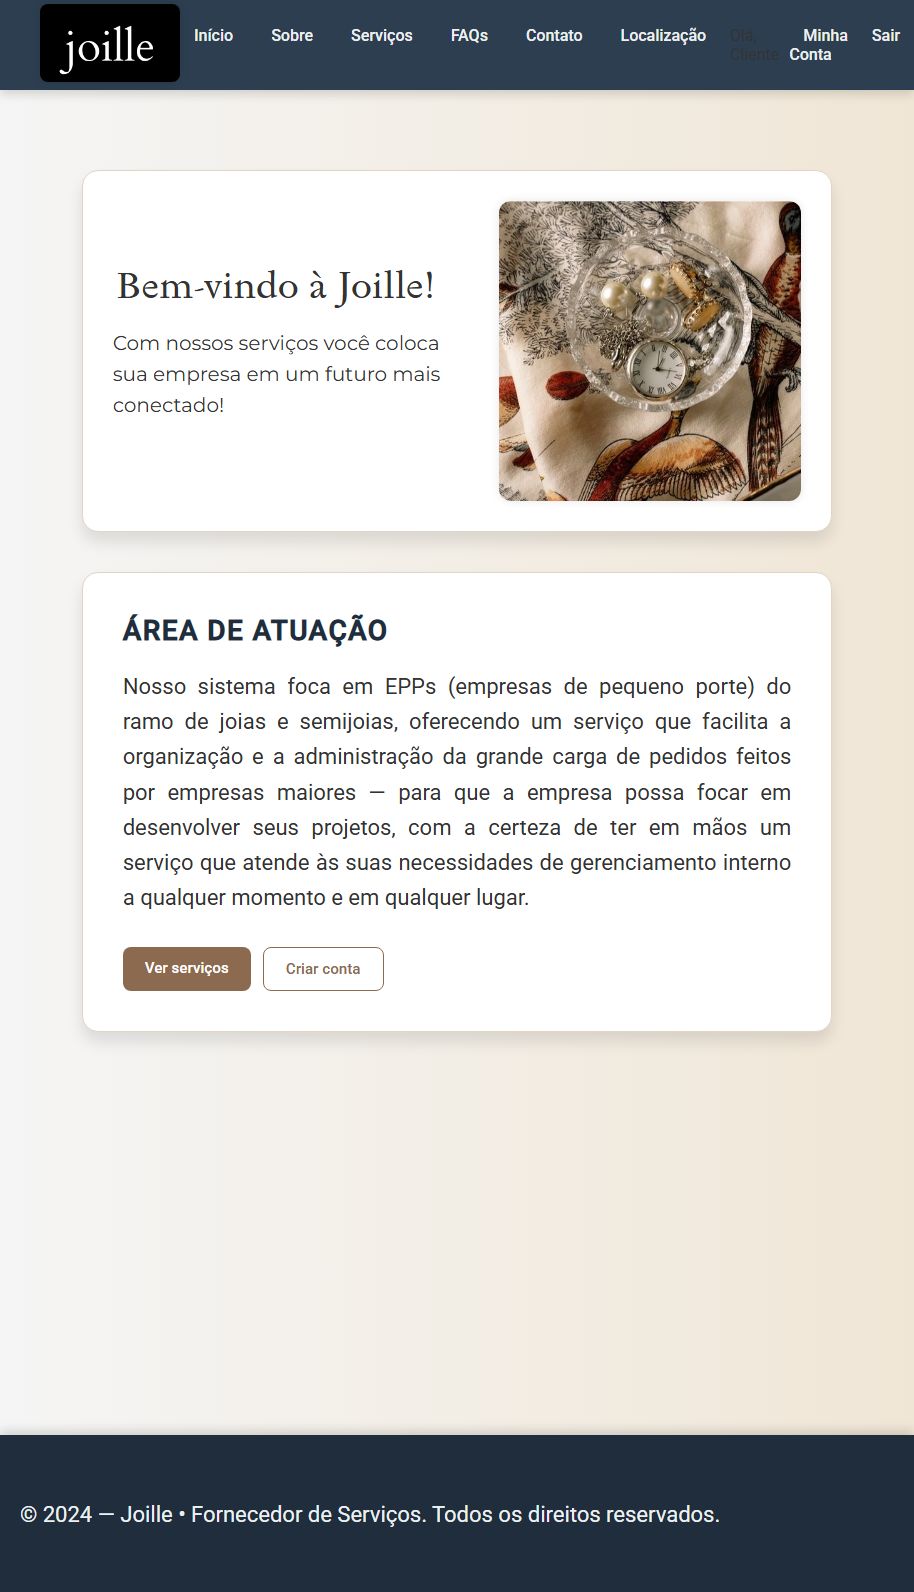 joille
Início Sobre Serviços FAQs Contato Localização Olá, Cliente Minha Conta Sair
Bem-vindo à Joille!
Com nossos serviços você coloca
sua empresa em um futuro mais
conectado!
ÁREA DE ATUAÇÃO
Nosso sistema foca em EPPs (empresas de pequeno porte) do
ramo de joias e semijoias, oferecendo um serviço que facilita a
organização e a administração da grande carga de pedidos feitos
por empresas maiores — para que a empresa possa focar em
desenvolver seus projetos, com a certeza de ter em mãos um
serviço que atende às suas necessidades de gerenciamento interno
a qualquer momento e em qualquer lugar.
Ver serviços Criar conta
© 2024 — Joille • Fornecedor de Serviços. Todos os direitos reservados.